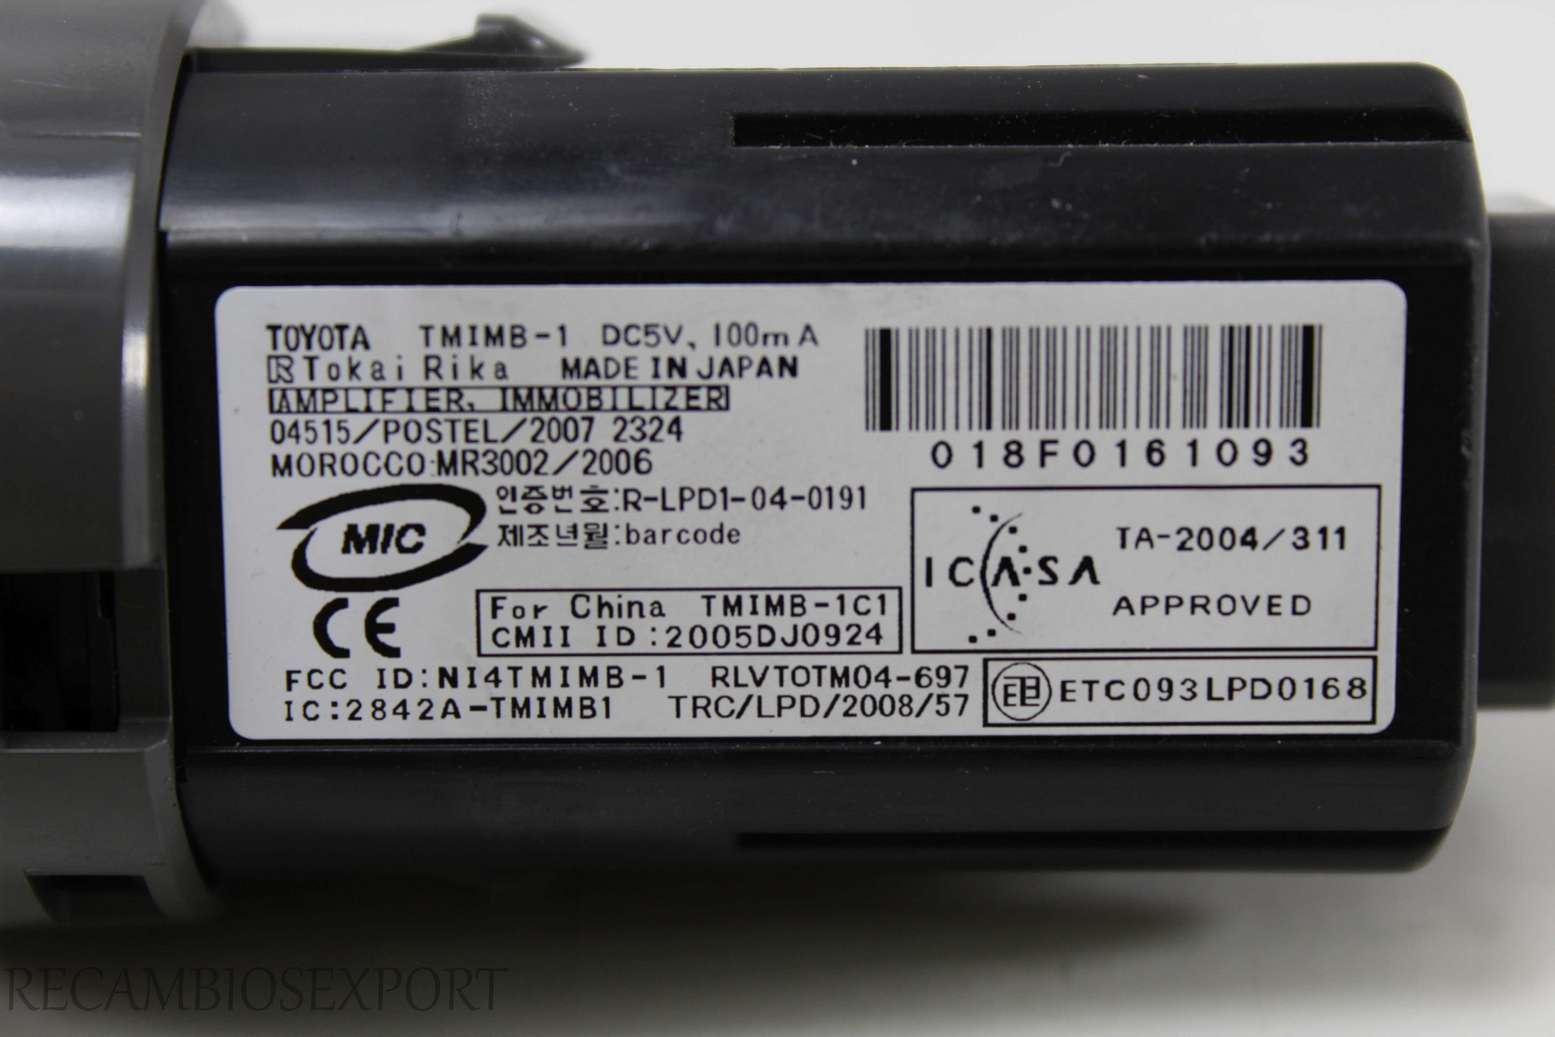 TOYOTA TMIMB-1 DC5V, 100mA
R Tokai Rika MADE IN JAPAN
AMPLIFIER, IMMOBILIZER
04515/POSTEL/2007 2324
MOROCCO:MR3002/2006
018F0161093
MIC
인증번호:R-LPD1-04-0191
제조년월:barcode
CE
For China TMIMB-1C1
CMII ID:2005DJ0924
ICASA
TA-2004/311
APPROVED
FCC ID:NI4TMIMB-1 RLVTOTM04-697
IC:2842A-TMIMB1 TRC/LPD/2008/57
ETC093LPD0168
RECAMBIOSEXPORT